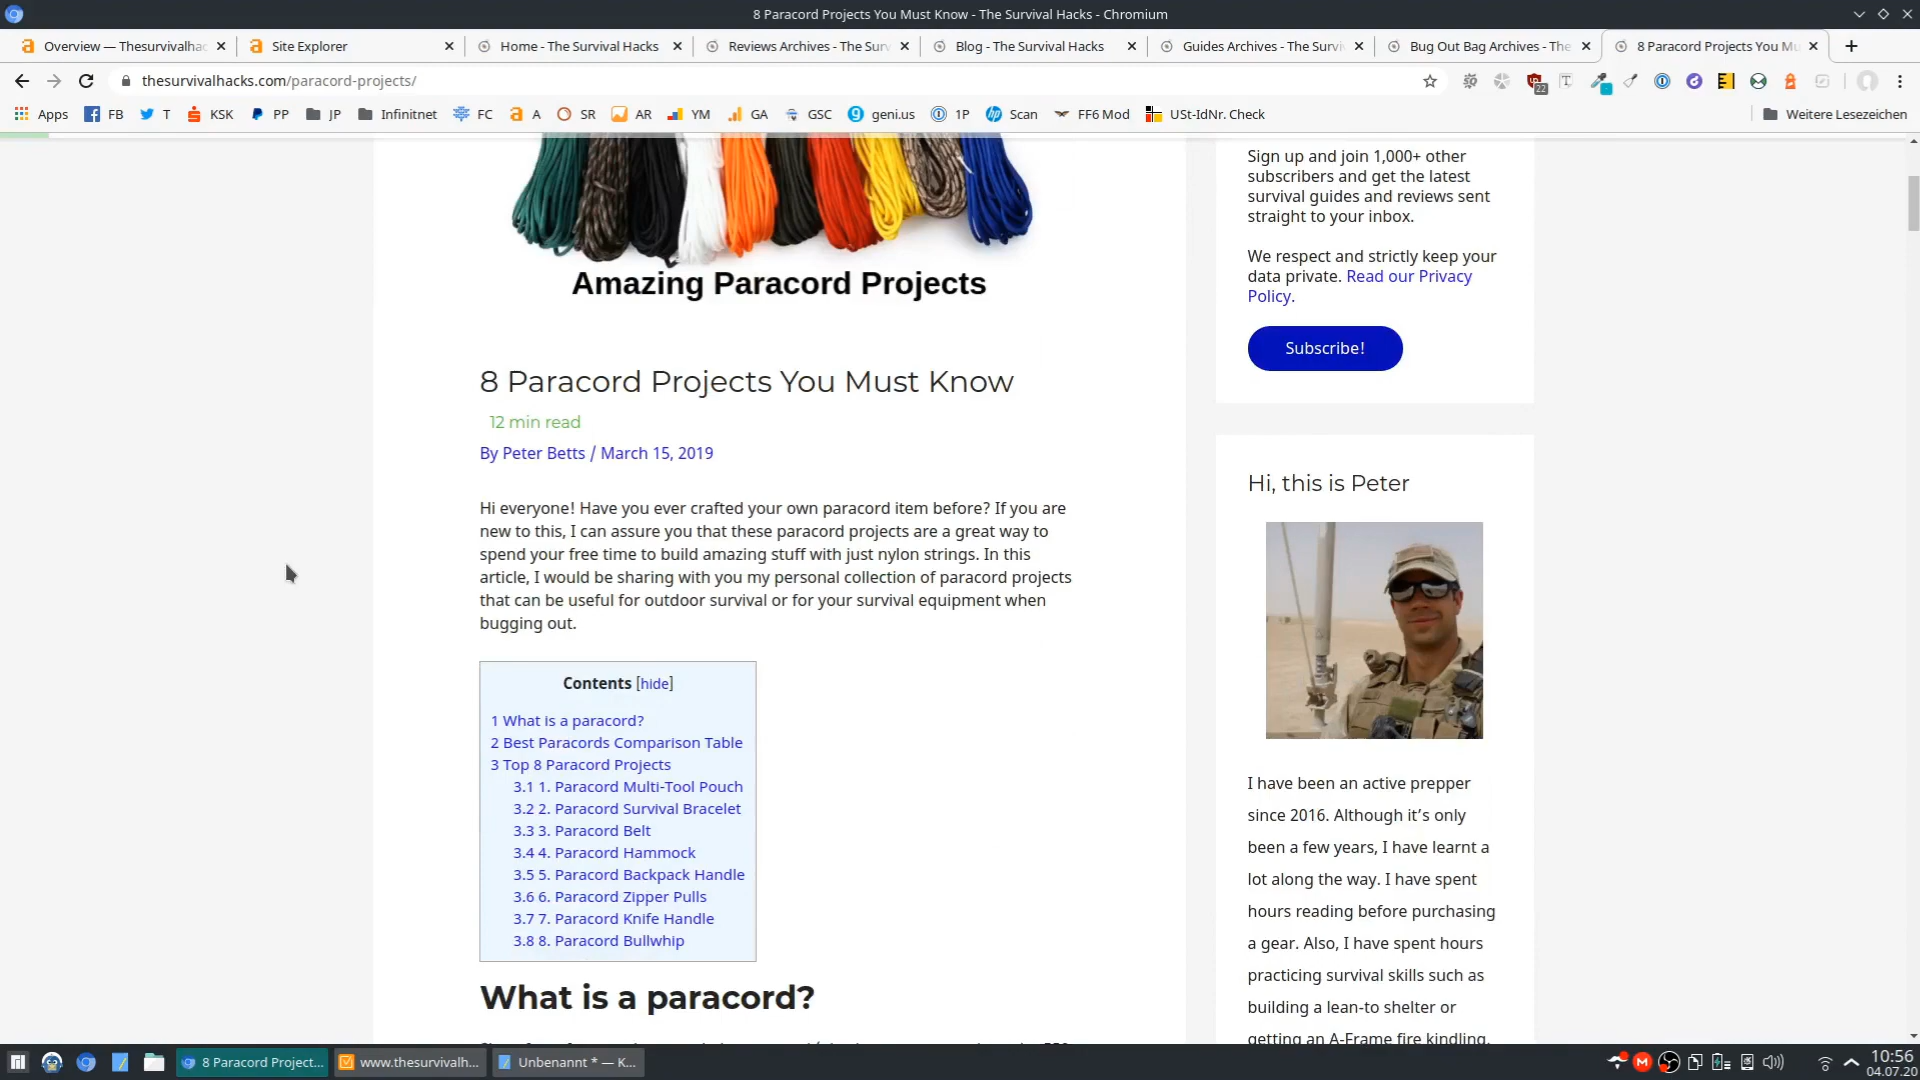 8 Paracord Projects You Must Know - The Survival Hacks - Chromium
Overview — Thesurvivalhac
Site Explorer
Home - The Survival Hacks
Reviews Archives - The Surv
Blog - The Survival Hacks
Guides Archives - The Surviv
Bug Out Bag Archives - The
8 Paracord Projects You Mu
thesurvivalhacks.com/paracord-projects/
22
Apps FB T KSK PP JP Infinitnet FC A SR AR YM GA GSC geni.us 1P Scan FF6 Mod USt-IdNr. Check Weitere Lesezeichen
Amazing Paracord Projects
8 Paracord Projects You Must Know
12 min read
By Peter Betts / March 15, 2019
Hi everyone! Have you ever crafted your own paracord item before? If you are
new to this, I can assure you that these paracord projects are a great way to
spend your free time to build amazing stuff with just nylon strings. In this
article, I would be sharing with you my personal collection of paracord projects
that can be useful for outdoor survival or for your survival equipment when
bugging out.
Contents [hide]
1 What is a paracord?
2 Best Paracords Comparison Table
3 Top 8 Paracord Projects
3.1 1. Paracord Multi-Tool Pouch
3.2 2. Paracord Survival Bracelet
3.3 3. Paracord Belt
3.4 4. Paracord Hammock
3.5 5. Paracord Backpack Handle
3.6 6. Paracord Zipper Pulls
3.7 7. Paracord Knife Handle
3.8 8. Paracord Bullwhip
What is a paracord?
Sign up and join 1,000+ other
subscribers and get the latest
survival guides and reviews sent
straight to your inbox.
We respect and strictly keep your
data private. Read our Privacy
Policy.
Subscribe!
Hi, this is Peter
I have been an active prepper
since 2016. Although it’s only
been a few years, I have learnt a
lot along the way. I have spent
hours reading before purchasing
a gear. Also, I have spent hours
practicing survival skills such as
building a lean-to shelter or
getting an A-Frame fire kindling.
8 Paracord Project...
www.thesurvivalh...
Unbenannt * — K...
10:56
04.07.20